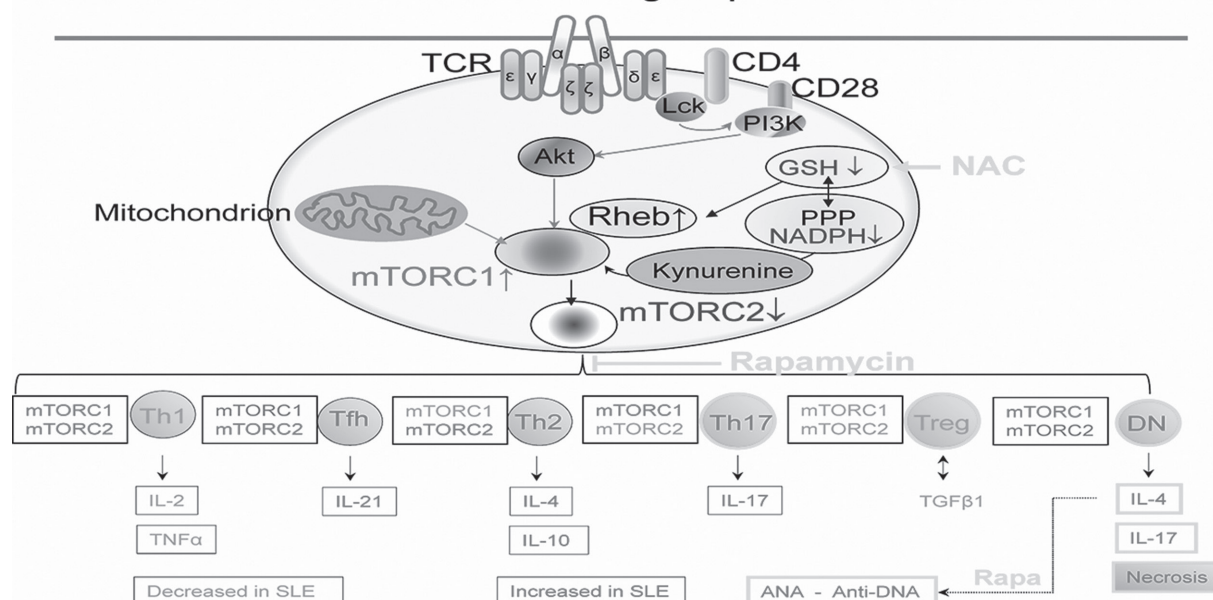 TCR
α
β
ε
γ
ζ
ζ
δ
ε
CD4
CD28
Lck
PI3K
Akt
GSH ↓
NAC
Mitochondrion
Rheb↑
PPP
NADPH↓
mTORC1↑
Kynurenine
mTORC2↓
Rapamycin
mTORC1
mTORC2
Th1
mTORC1
mTORC2
Tfh
mTORC1
mTORC2
Th2
mTORC1
mTORC2
Th17
mTORC1
mTORC2
Treg
mTORC1
mTORC2
DN
IL-2
TNFα
IL-21
IL-4
IL-10
IL-17
TGFβ1
IL-4
IL-17
Necrosis
Decreased in SLE
Increased in SLE
ANA - Anti-DNA
Rapa